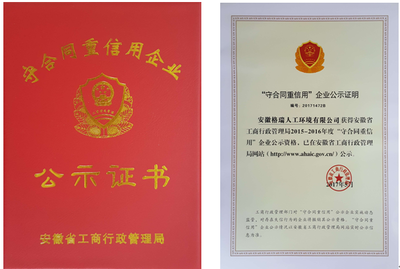 守合同重信用企业
公示证书
安徽省工商行政管理局
“守合同重信用”企业公示证明
编号：20171412B
安徽格瑞人工环境有限公司获得安徽省
工商行政管理局2015-2016年度“守合同重信
用”企业公示资格，已在安徽省工商行政管理
局网站（http://www.ahaic.gov.cn/）公示。